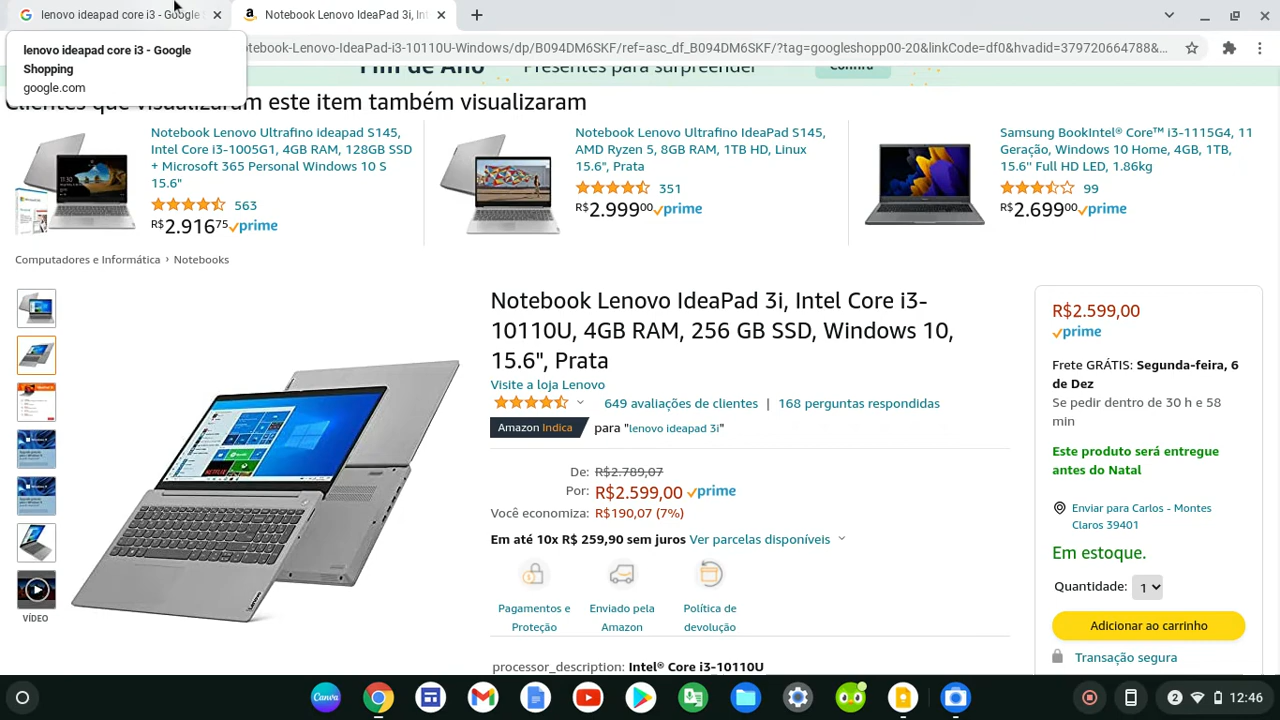 lenovo ideapad core i3 - Google
Notebook Lenovo IdeaPad 3i, Int
lenovo ideapad core i3 - Google
Shopping
google.com
tebook-Lenovo-IdeaPad-i3-10110U-Windows/dp/B094DM6SKF/ref=asc_df_B094DM6SKF/?tag=googleshopp00-20&linkCode=df0&hvadid=379720664788&...
Fim de Ano
Presentes para surpreender
Confira
Clientes que visualizaram este item também visualizaram
Notebook Lenovo Ultrafino ideapad S145,
Intel Core i3-1005G1, 4GB RAM, 128GB SSD
+ Microsoft 365 Personal Windows 10 S
15.6"
563
R$2.91675 prime
Notebook Lenovo Ultrafino IdeaPad S145,
AMD Ryzen 5, 8GB RAM, 1TB HD, Linux
15.6", Prata
351
R$2.99900 prime
Samsung BookIntel® Core™ i3-1115G4, 11
Geração, Windows 10 Home, 4GB, 1TB,
15.6'' Full HD LED, 1.86kg
99
R$2.69900 prime
Computadores e Informática › Notebooks
Notebook Lenovo IdeaPad 3i, Intel Core i3-
10110U, 4GB RAM, 256 GB SSD, Windows 10,
15.6", Prata
Visite a loja Lenovo
649 avaliações de clientes | 168 perguntas respondidas
Amazon Indica para "lenovo ideapad 3i"
De: R$2.789,07
Por: R$2.599,00 prime
Você economiza: R$190,07 (7%)
Em até 10x R$ 259,90 sem juros Ver parcelas disponíveis
Pagamentos e
Proteção
Enviado pela
Amazon
Política de
devolução
processor_description: Intel® Core i3-10110U
VÍDEO
R$2.599,00
prime
Frete GRÁTIS: Segunda-feira, 6
de Dez
Se pedir dentro de 30 h e 58
min
Este produto será entregue
antes do Natal
Enviar para Carlos - Montes
Claros 39401
Em estoque.
Quantidade: 1
Adicionar ao carrinho
Transação segura
Canva
2
12:46